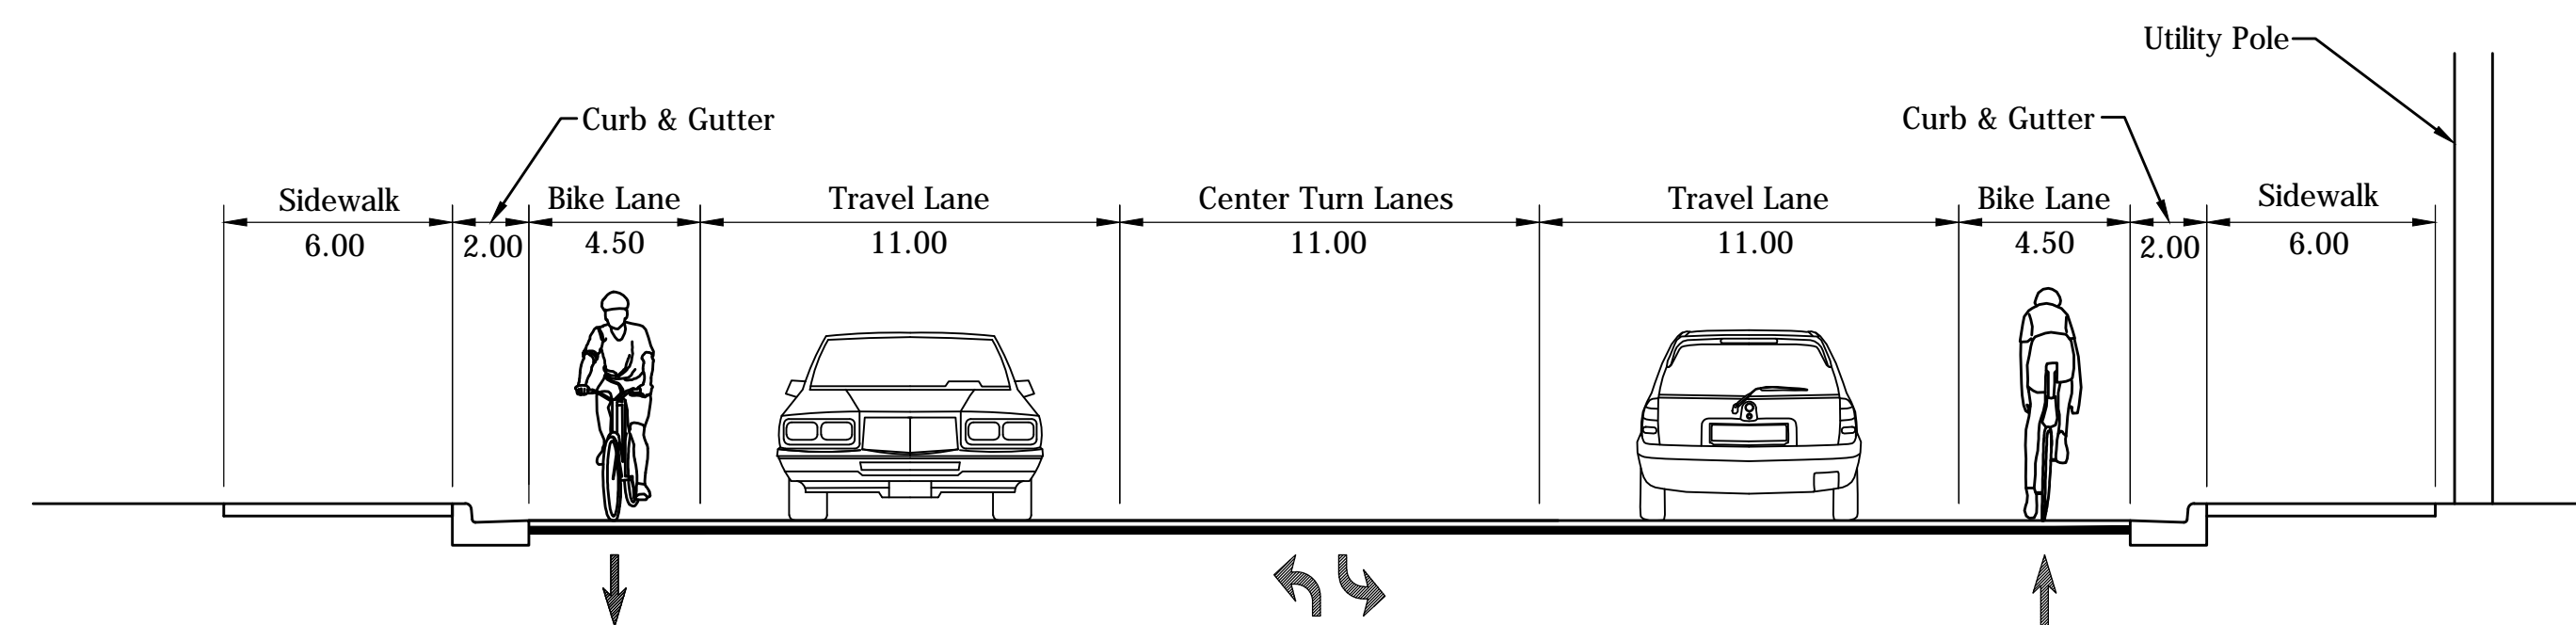 Utility Pole
Curb & Gutter
Curb & Gutter
Sidewalk
Bike Lane
Travel Lane
Center Turn Lanes
Travel Lane
Bike Lane
Sidewalk
6.00
2.00
4.50
11.00
11.00
11.00
4.50
2.00
6.00